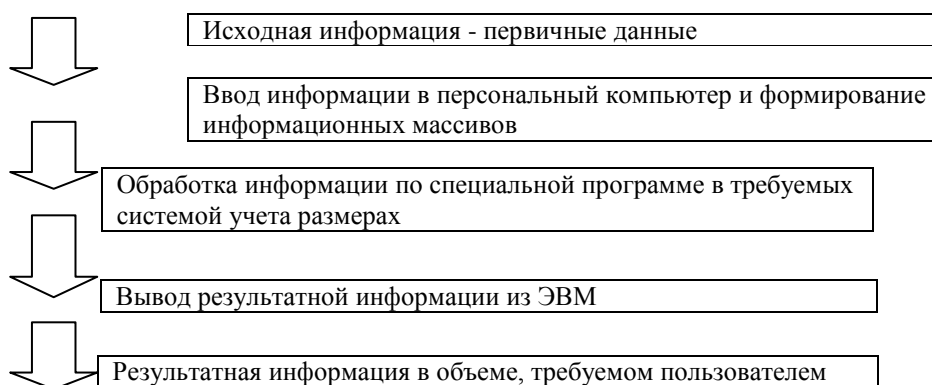 Исходная информация - первичные данные
Ввод информации в персональный компьютер и формирование
информационных массивов
Обработка информации по специальной программе в требуемых
системой учета размерах
Вывод результатной информации из ЭВМ
Результатная информация в объеме, требуемом пользователем